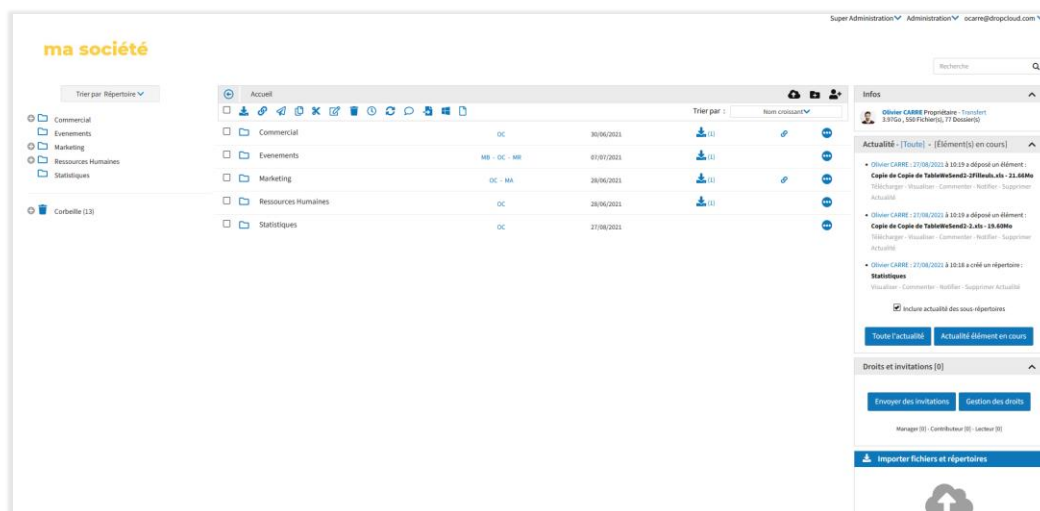 Super Administration Administration ocarre@dropcloud.com
ma société
Recherche
Trier par Répertoire
Commercial
Evenements
Marketing
Ressources Humaines
Statistiques
Corbeille (13)
Accueil
Trier par : Nom croissant
Commercial OC 30/06/2021 (1)
Evenements MB - OC - MR 07/07/2021 (1)
Marketing OC - MA 28/06/2021 (1)
Ressources Humaines OC 28/06/2021 (1)
Statistiques OC 27/08/2021
Infos
Olivier CARRE Propriétaire - Transfert
3.97Go , 550 Fichier(s), 77 Dossier(s)
Actualité - [Toute] - [Élément(s) en cours]
Olivier CARRE : 27/08/2021 à 10:19 a déposé un élément :
Copie de Copie de TableWeSend2-2Filleuls.xls - 21.66Mo
Télécharger - Visualiser - Commenter - Notifier - Supprimer
Actualité
Olivier CARRE : 27/08/2021 à 10:19 a déposé un élément :
Copie de Copie de TableWeSend2-2.xls - 19.60Mo
Télécharger - Visualiser - Commenter - Notifier - Supprimer
Actualité
Olivier CARRE : 27/08/2021 à 10:18 a créé un répertoire :
Statistiques
Visualiser - Commenter - Notifier - Supprimer Actualité
Inclure actualité des sous-répertoires
Toute l'actualité Actualité élément en cours
Droits et invitations [0]
Envoyer des invitations Gestion des droits
Manager [0] - Contributeur [0] - Lecteur [0]
Importer fichiers et répertoires